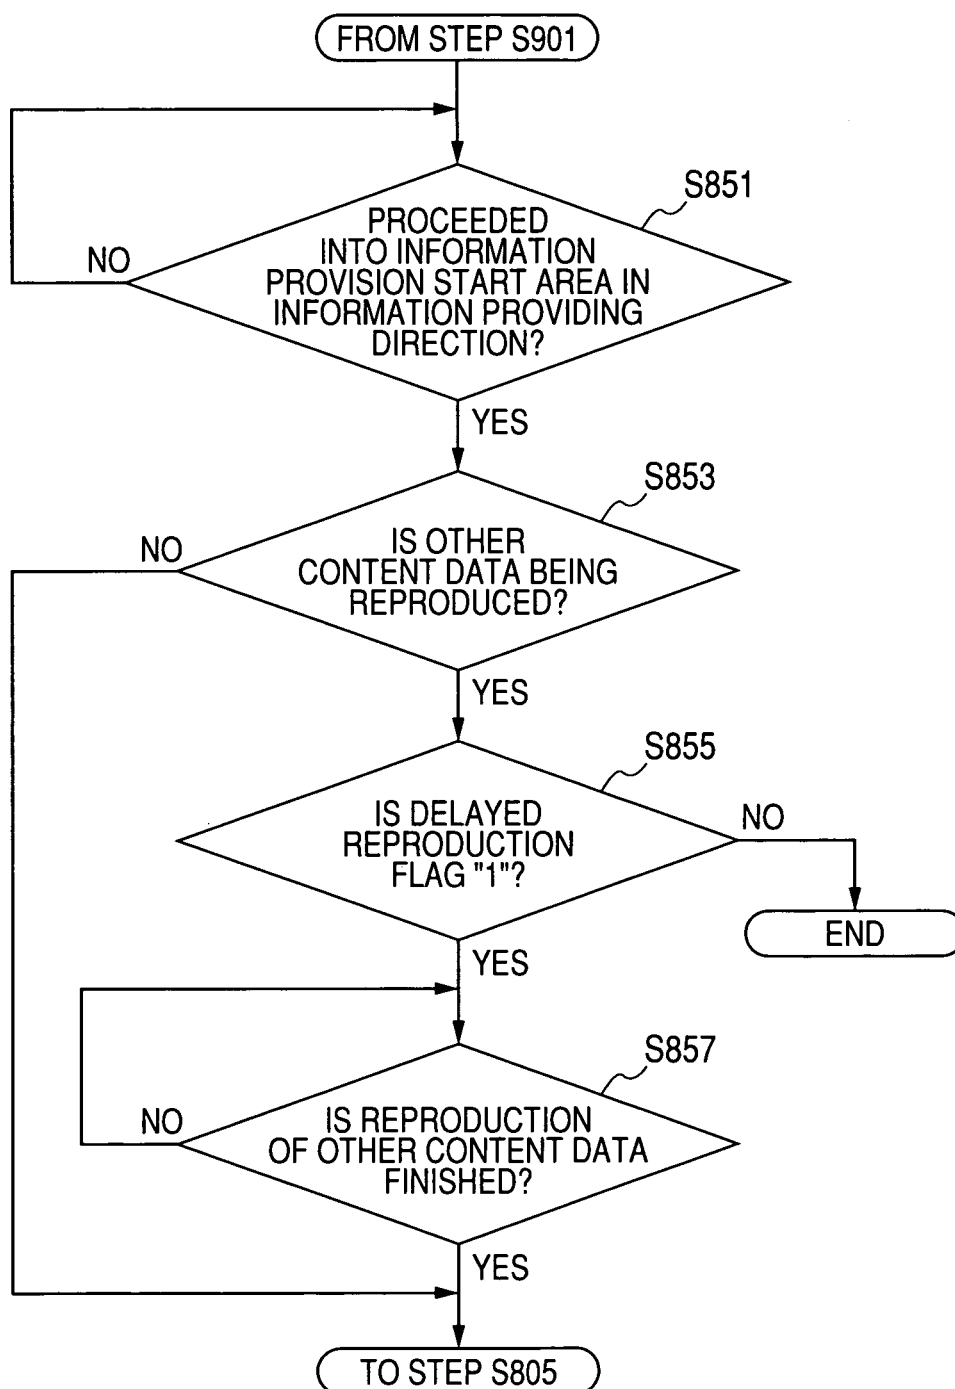 FROM STEP S901
S851
PROCEEDED
INTO INFORMATION
PROVISION START AREA IN
INFORMATION PROVIDING
DIRECTION?
NO
YES
S853
IS OTHER
CONTENT DATA BEING
REPRODUCED?
NO
YES
S855
IS DELAYED
REPRODUCTION
FLAG "1"?
NO
END
YES
S857
IS REPRODUCTION
OF OTHER CONTENT DATA
FINISHED?
NO
YES
TO STEP S805